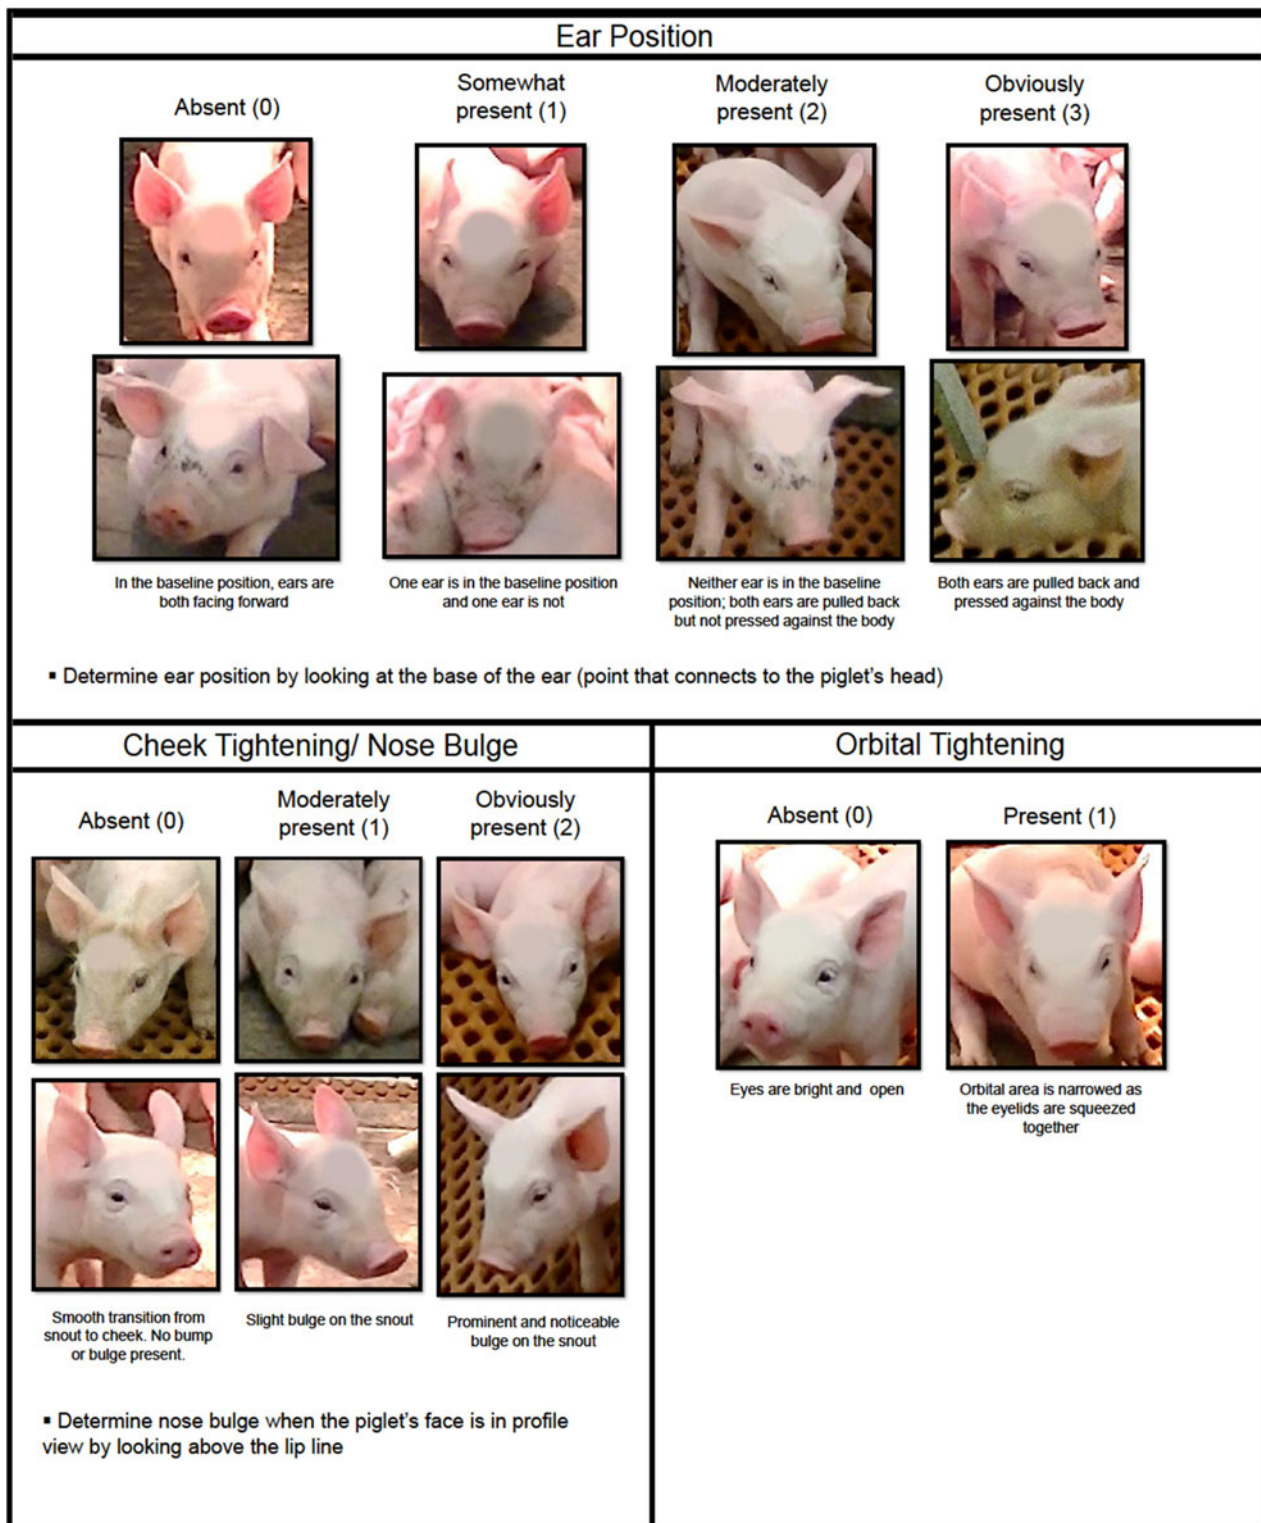 Ear Position
Absent (0)
Somewhat
present (1)
Moderately
present (2)
Obviously
present (3)
In the baseline position, ears are
both facing forward
One ear is in the baseline position
and one ear is not
Neither ear is in the baseline
position; both ears are pulled back
but not pressed against the body
Both ears are pulled back and
pressed against the body
▪ Determine ear position by looking at the base of the ear (point that connects to the piglet's head)
Cheek Tightening/ Nose Bulge
Absent (0)
Moderately
present (1)
Obviously
present (2)
Smooth transition from
snout to cheek. No bump
or bulge present.
Slight bulge on the snout
Prominent and noticeable
bulge on the snout
▪ Determine nose bulge when the piglet's face is in profile
view by looking above the lip line
Orbital Tightening
Absent (0)
Present (1)
Eyes are bright and open
Orbital area is narrowed as
the eyelids are squeezed
together